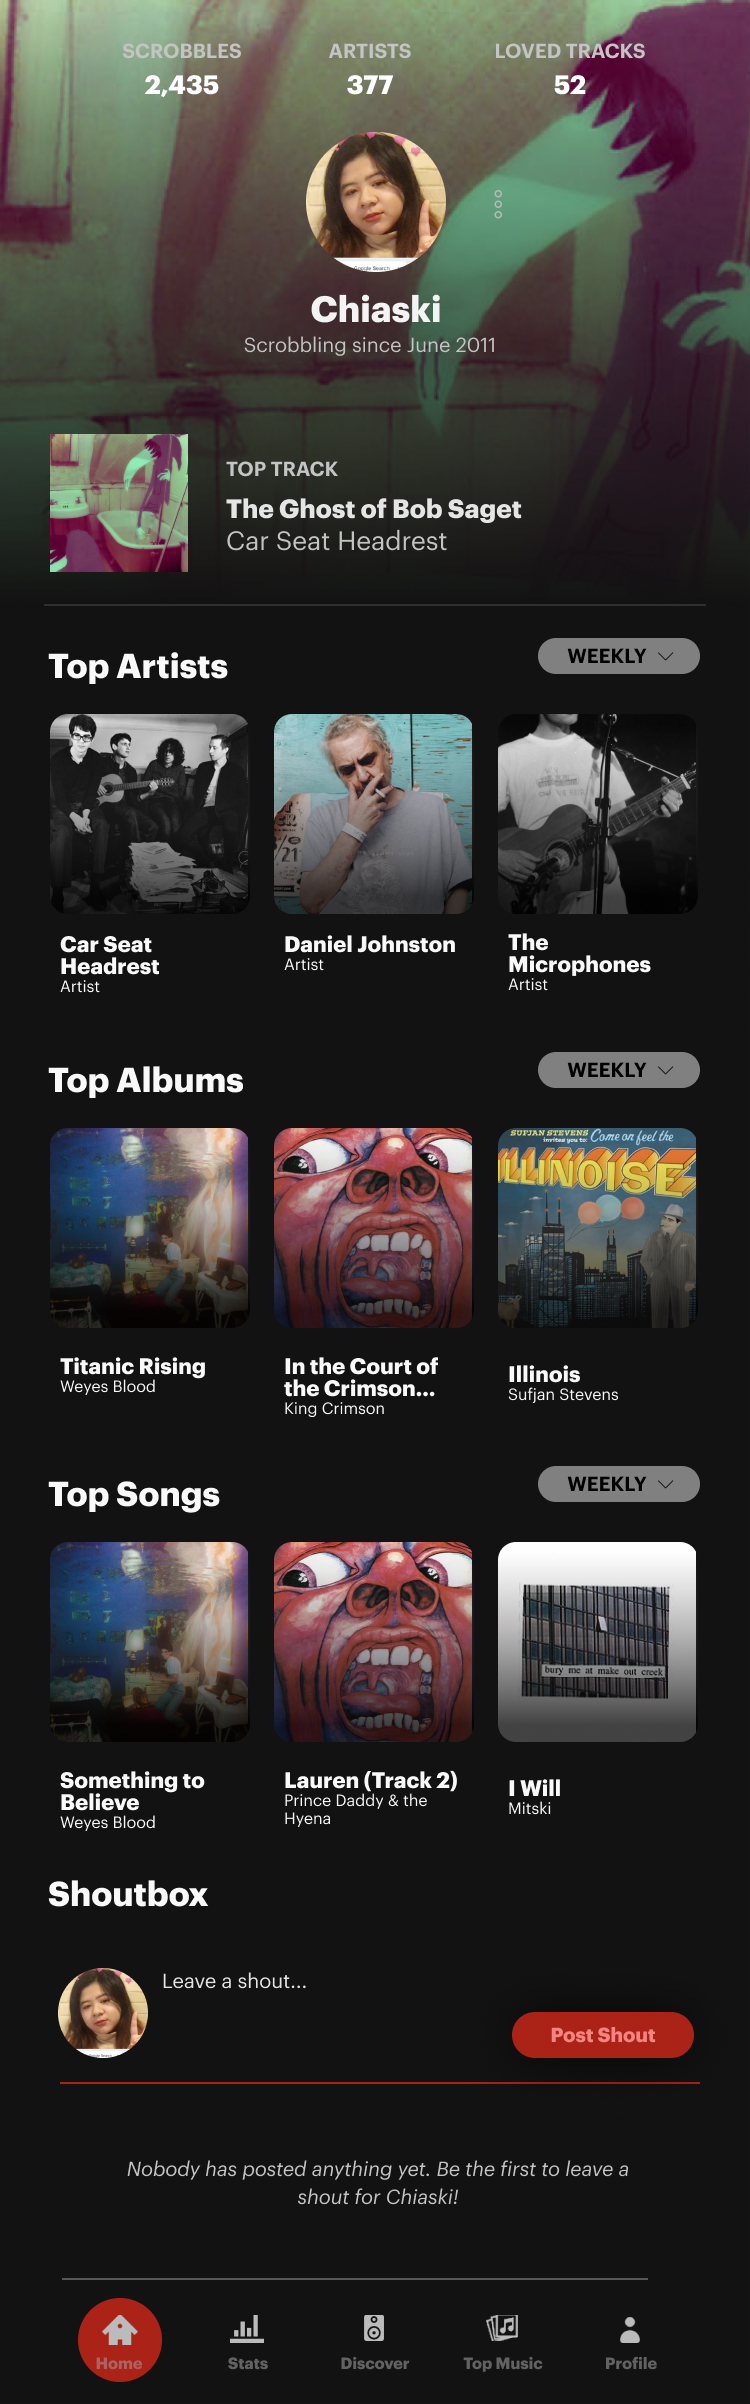 SCROBBLES ARTISTS LOVED TRACKS
2,435 377 52
Google Search
Chiaski
Scrobbling since June 2011
TOP TRACK
The Ghost of Bob Saget
Car Seat Headrest
Top Artists
WEEKLY
Car Seat
Headrest
Artist
Daniel Johnston
Artist
The
Microphones
Artist
Top Albums
WEEKLY
SUFJAN STEVENS
invites you to: Come on feel the
ILLINOISE
Titanic Rising
Weyes Blood
In the Court of
the Crimson...
King Crimson
Illinois
Sufjan Stevens
Top Songs
WEEKLY
bury me at make out creek
Something to
Believe
Weyes Blood
Lauren (Track 2)
Prince Daddy & the
Hyena
I Will
Mitski
Shoutbox
Leave a shout...
Post Shout
Nobody has posted anything yet. Be the first to leave a
shout for Chiaski!
Home Stats Discover Top Music Profile